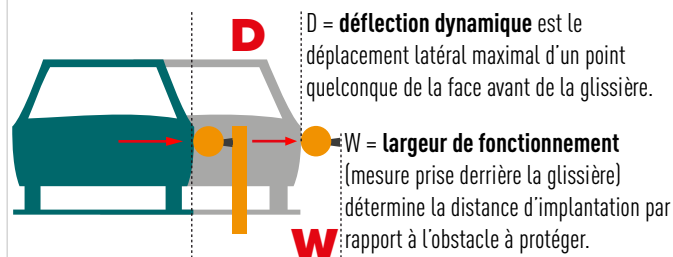 D
D = déflection dynamique est le
déplacement latéral maximal d'un point
quelconque de la face avant de la glissière.
W = largeur de fonctionnement
(mesure prise derrière la glissière)
détermine la distance d'implantation par
rapport à l'obstacle à protéger.
W